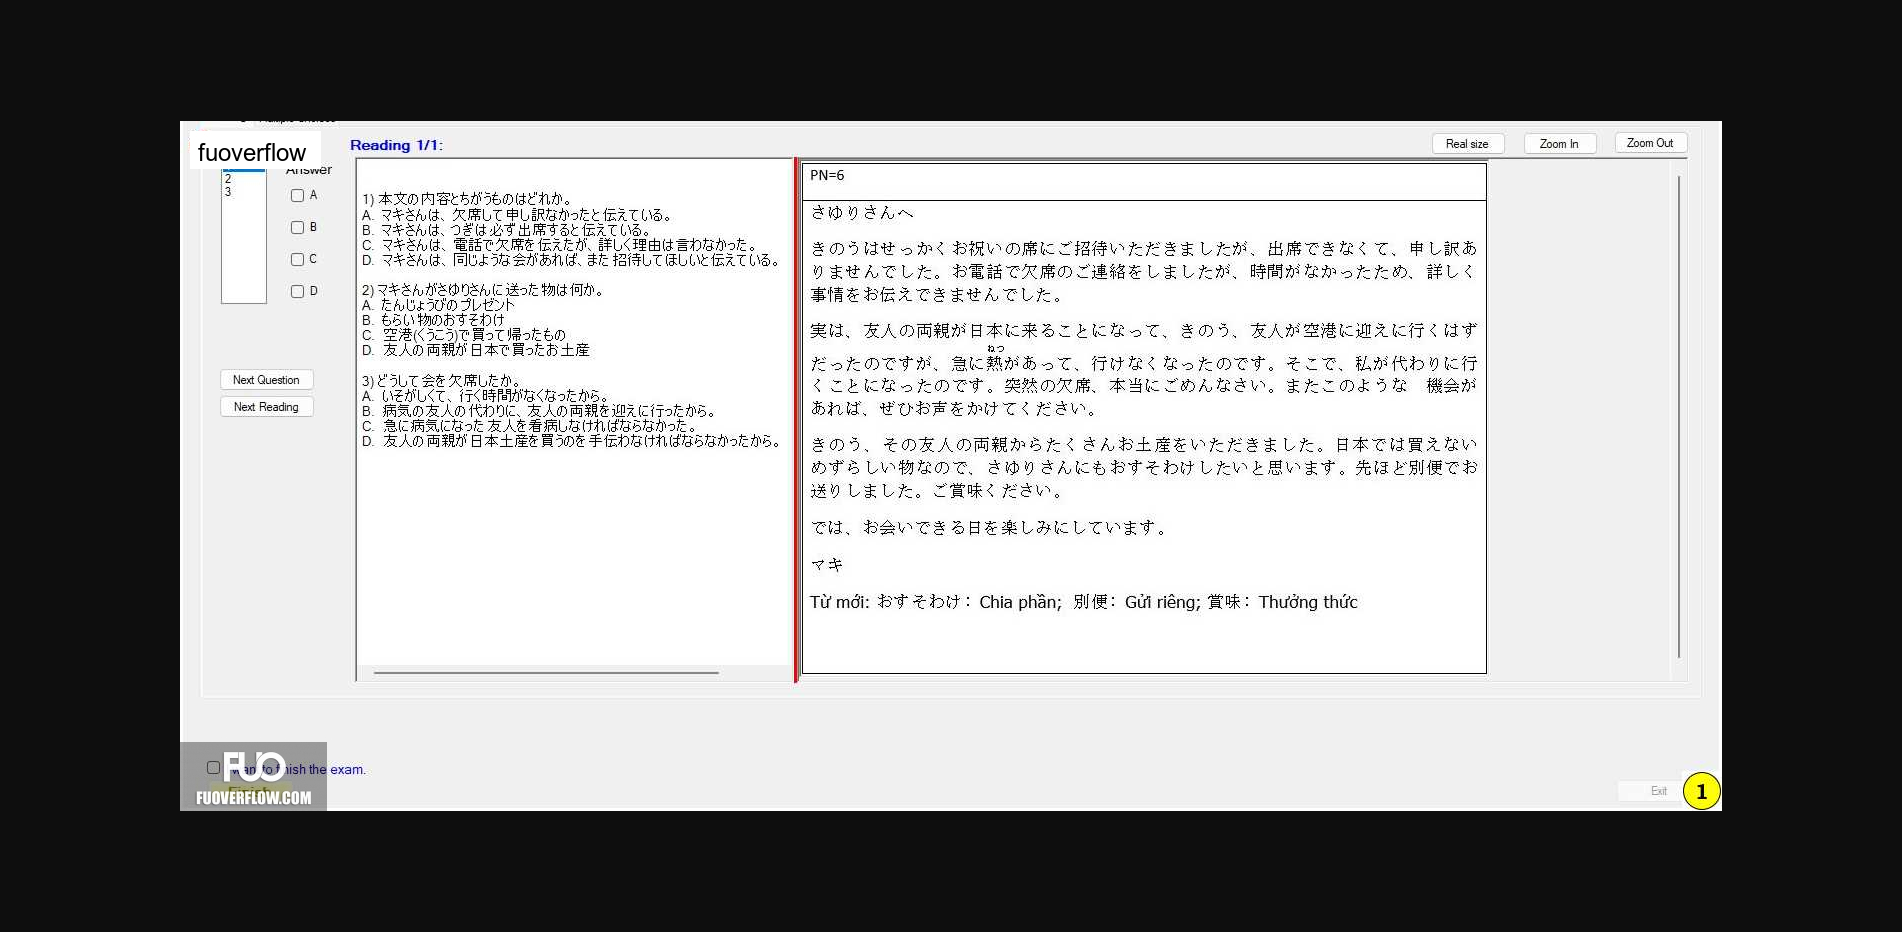 fuoverflow
Reading 1/1:
Real size
Zoom In
Zoom Out
Answer
2
3
A
B
C
D
Next Question
Next Reading
1) 本文の内容とちがうものはどれか。
A. マキさんは、欠席して申し訳なかったと伝えている。
B. マキさんは、つぎは必ず出席すると伝えている。
C. マキさんは、電話で欠席を伝えたが、詳しく理由は言わなかった。
D. マキさんは、同じような会があれば、また招待してほしいと伝えている。
2) マキさんがさゆりさんに送った物は何か。
A. たんじょうびのプレゼント
B. もらい物のおすそわけ
C. 空港(くうこう)で買って帰ったもの
D. 友人の両親が日本で買ったお土産
3) どうして会を欠席したか。
A. いそがしくて、行く時間がなくなったから。
B. 病気の友人の代わりに、友人の両親を迎えに行ったから。
C. 急に病気になった友人を看病しなければならなかった。
D. 友人の両親が日本土産を買うのを手伝わなければならなかったから。
PN=6
さゆりさんへ
きのうはせっかくお祝いの席にご招待いただきましたが、出席できなくて、申し訳あ
りませんでした。お電話で欠席のご連絡をしましたが、時間がなかったため、詳しく
事情をお伝えできませんでした。
実は、友人の両親が日本に来ることになって、きのう、友人が空港に迎えに行くはず
ねつ
だったのですが、急に熱があって、行けなくなったのです。そこで、私が代わりに行
くことになったのです。突然の欠席、本当にごめんなさい。またこのような　機会が
あれば、ぜひお声をかけてください。
きのう、その友人の両親からたくさんお土産をいただきました。日本では買えない
めずらしい物なので、さゆりさんにもおすそわけしたいと思います。先ほど別便でお
送りしました。ご賞味ください。
では、お会いできる日を楽しみにしています。
マキ
Từ mới: おすそわけ: Chia phần; 別便: Gửi riêng; 賞味: Thưởng thức
FUO
want to finish the exam.
FUOVERFLOW.COM
Finish
Exit
1